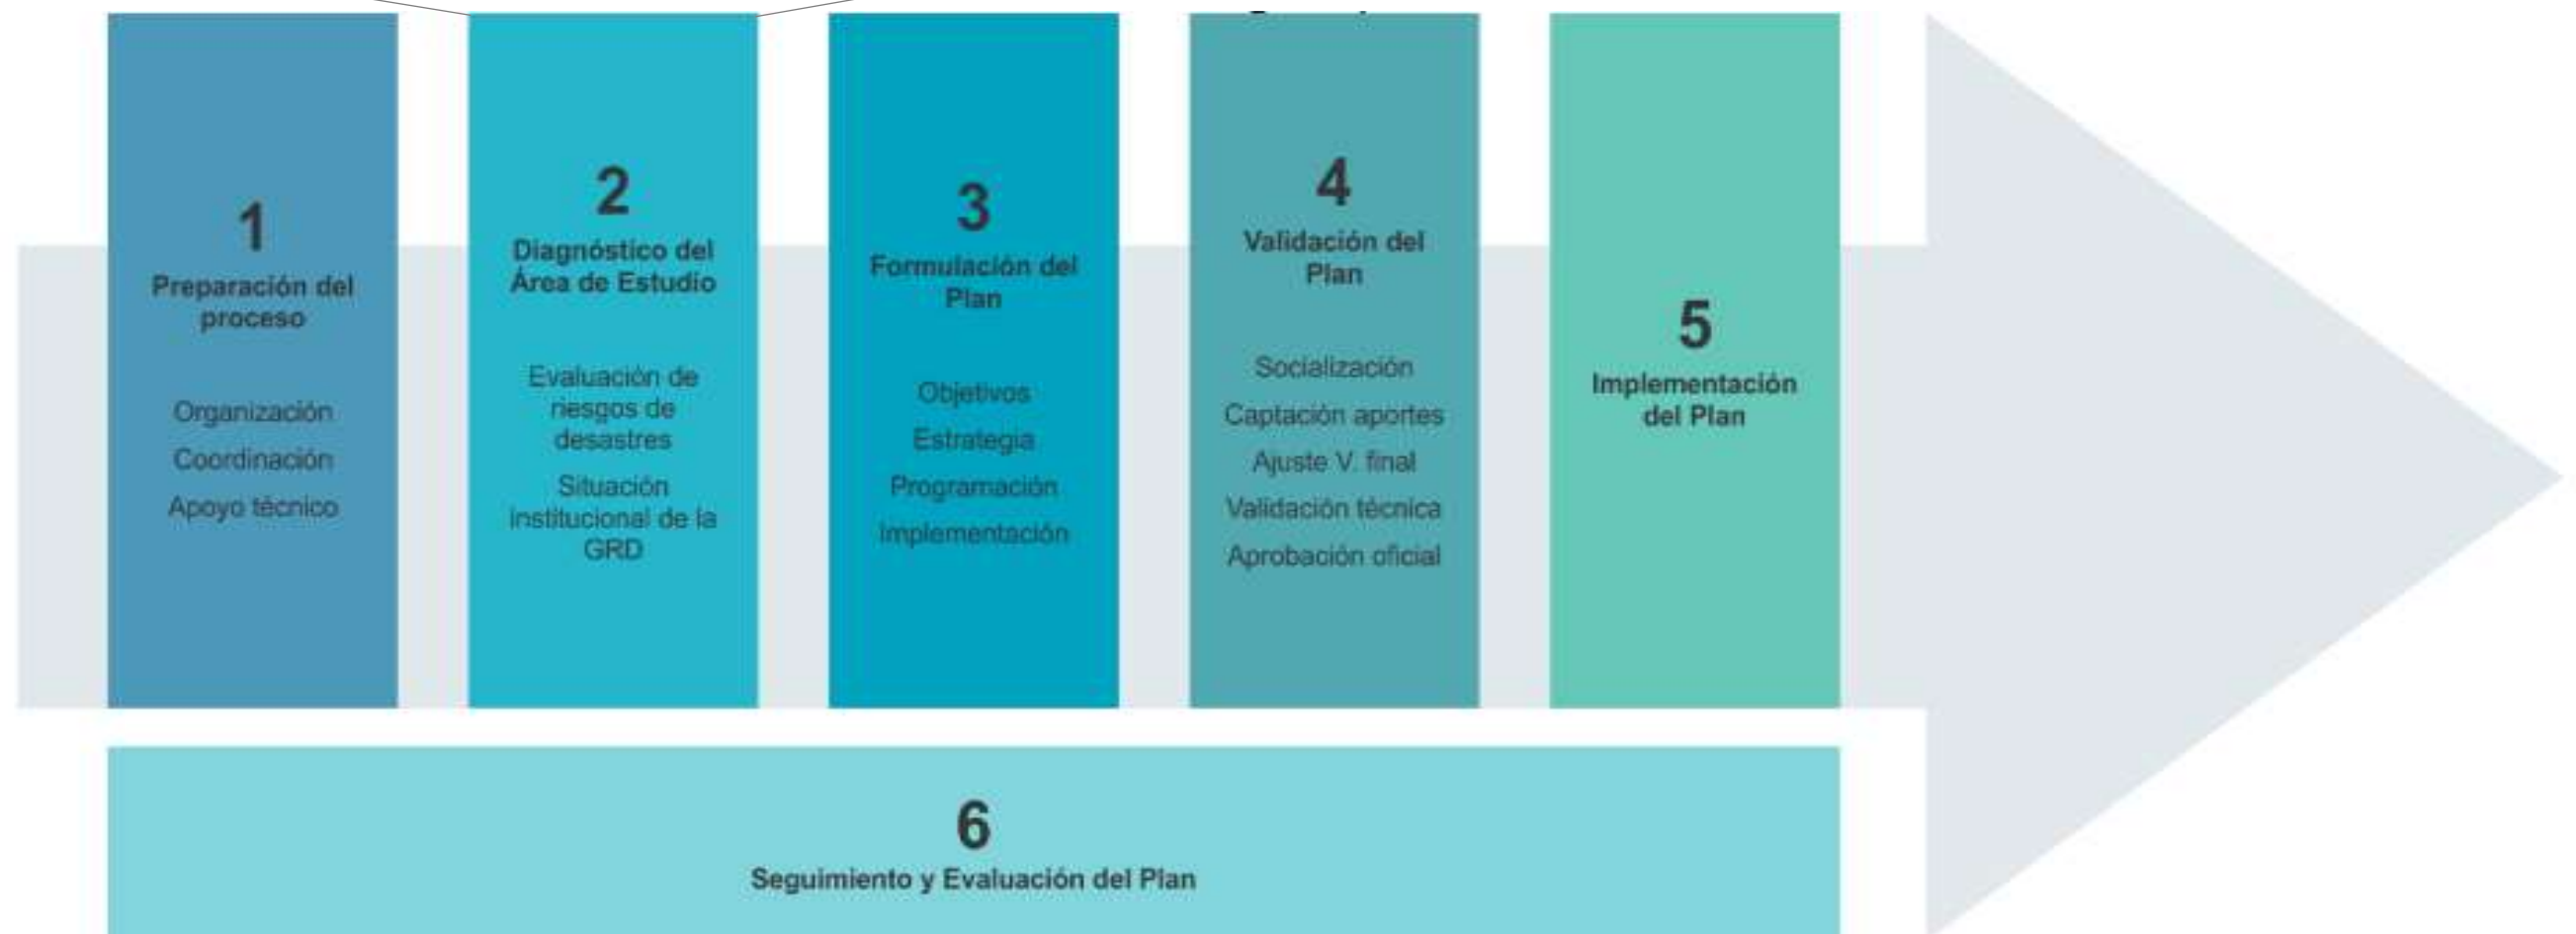 1
Preparación del
proceso
Organización
Coordinación
Apoyo técnico
2
Diagnóstico del
Área de Estudio
Evaluación de
riesgos de
desastres
Situación
institucional de la
GRD
3
Formulación del
Plan
Objetivos
Estrategia
Programación
Implementación
4
Validación del
Plan
Socialización
Captación aportes
Ajuste V. final
Validación técnica
Aprobación oficial
5
Implementación
del Plan
6
Seguimiento y Evaluación del Plan